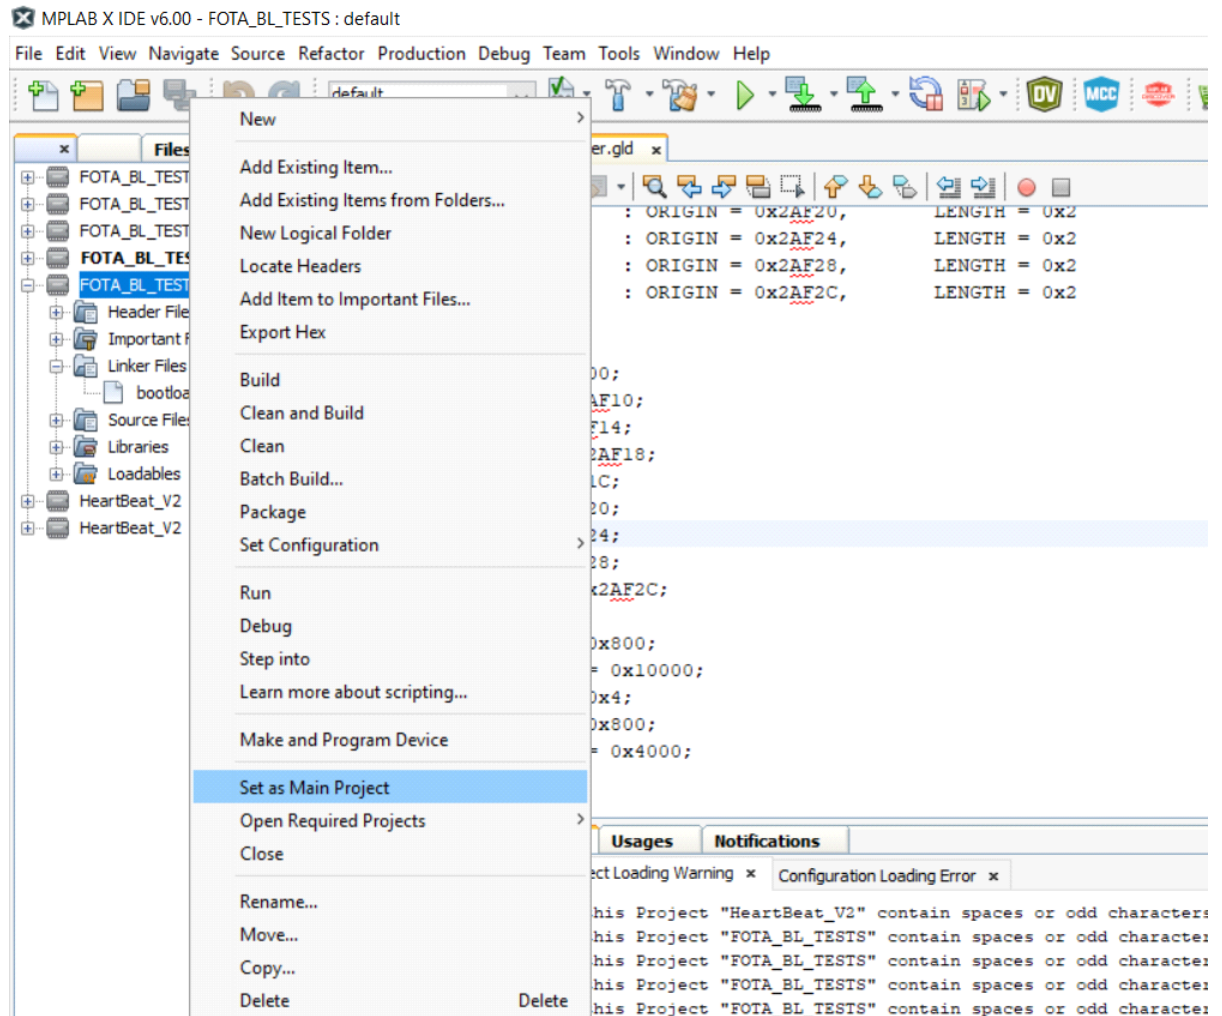 MPLAB X IDE v6.00 - FOTA_BL_TESTS : default
File Edit View Navigate Source Refactor Production Debug Team Tools Window Help
default
DV
MCC
Files
er.gld
FOTA_BL_TEST
FOTA_BL_TEST
FOTA_BL_TEST
FOTA_BL_TES
FOTA_BL_TEST
Header File
Important F
Linker Files
bootloa
Source Files
Libraries
Loadables
HeartBeat_V2
HeartBeat_V2
New
Add Existing Item...
Add Existing Items from Folders...
New Logical Folder
Locate Headers
Add Item to Important Files...
Export Hex
Build
Clean and Build
Clean
Batch Build...
Package
Set Configuration
Run
Debug
Step into
Learn more about scripting...
Make and Program Device
Set as Main Project
Open Required Projects
Close
Rename...
Move...
Copy...
Delete Delete
: ORIGIN = 0x2AF20, LENGTH = 0x2
: ORIGIN = 0x2AF24, LENGTH = 0x2
: ORIGIN = 0x2AF28, LENGTH = 0x2
: ORIGIN = 0x2AF2C, LENGTH = 0x2
00;
AF10;
F14;
2AF18;
1C;
20;
24;
28;
x2AF2C;
0x800;
= 0x10000;
0x4;
0x800;
= 0x4000;
Usages Notifications
ect Loading Warning Configuration Loading Error
his Project "HeartBeat_V2" contain spaces or odd characters
his Project "FOTA_BL_TESTS" contain spaces or odd character
his Project "FOTA_BL_TESTS" contain spaces or odd character
his Project "FOTA_BL_TESTS" contain spaces or odd character
his Project "FOTA_BL_TESTS" contain spaces or odd character